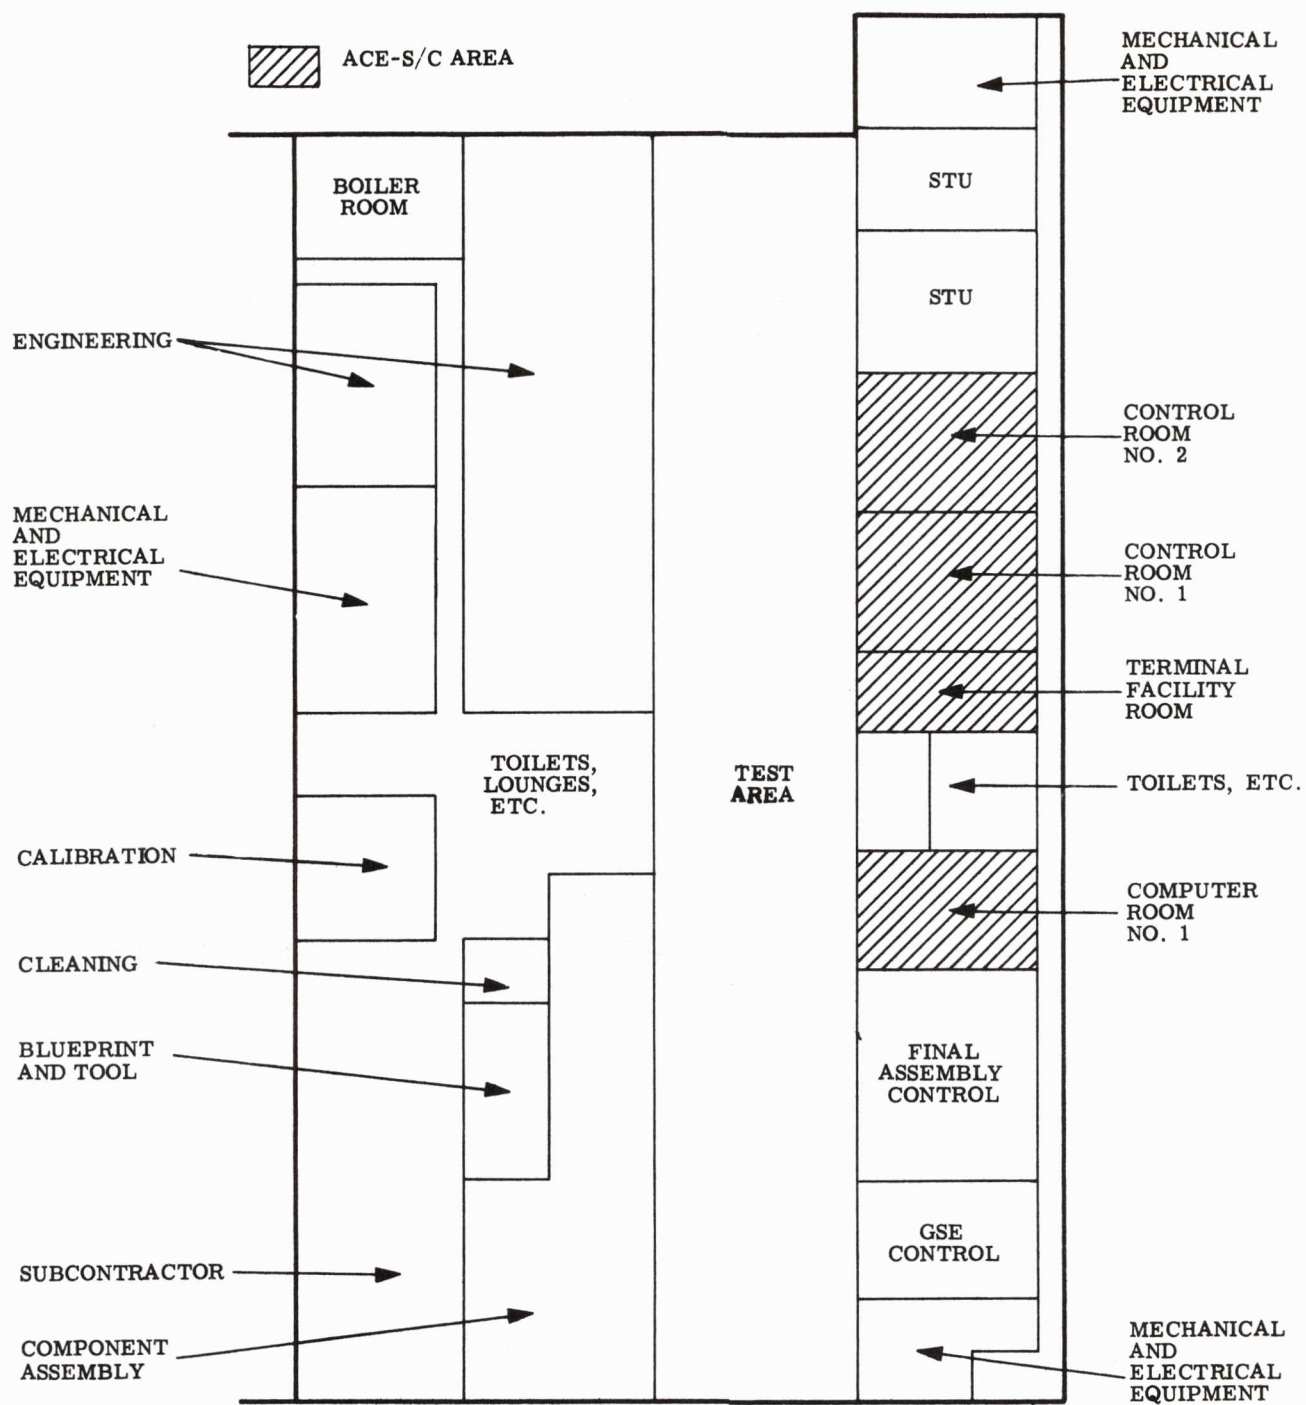 ACE-S/C AREA
MECHANICAL
AND
ELECTRICAL
EQUIPMENT
BOILER
ROOM
STU
STU
ENGINEERING
CONTROL
ROOM
NO. 2
MECHANICAL
AND
ELECTRICAL
EQUIPMENT
CONTROL
ROOM
NO. 1
TERMINAL
FACILITY
ROOM
TOILETS,
LOUNGES,
ETC.
TEST
AREA
TOILETS, ETC.
CALIBRATION
COMPUTER
ROOM
NO. 1
CLEANING
BLUEPRINT
AND TOOL
FINAL
ASSEMBLY
CONTROL
GSE
CONTROL
SUBCONTRACTOR
COMPONENT
ASSEMBLY
MECHANICAL
AND
ELECTRICAL
EQUIPMENT